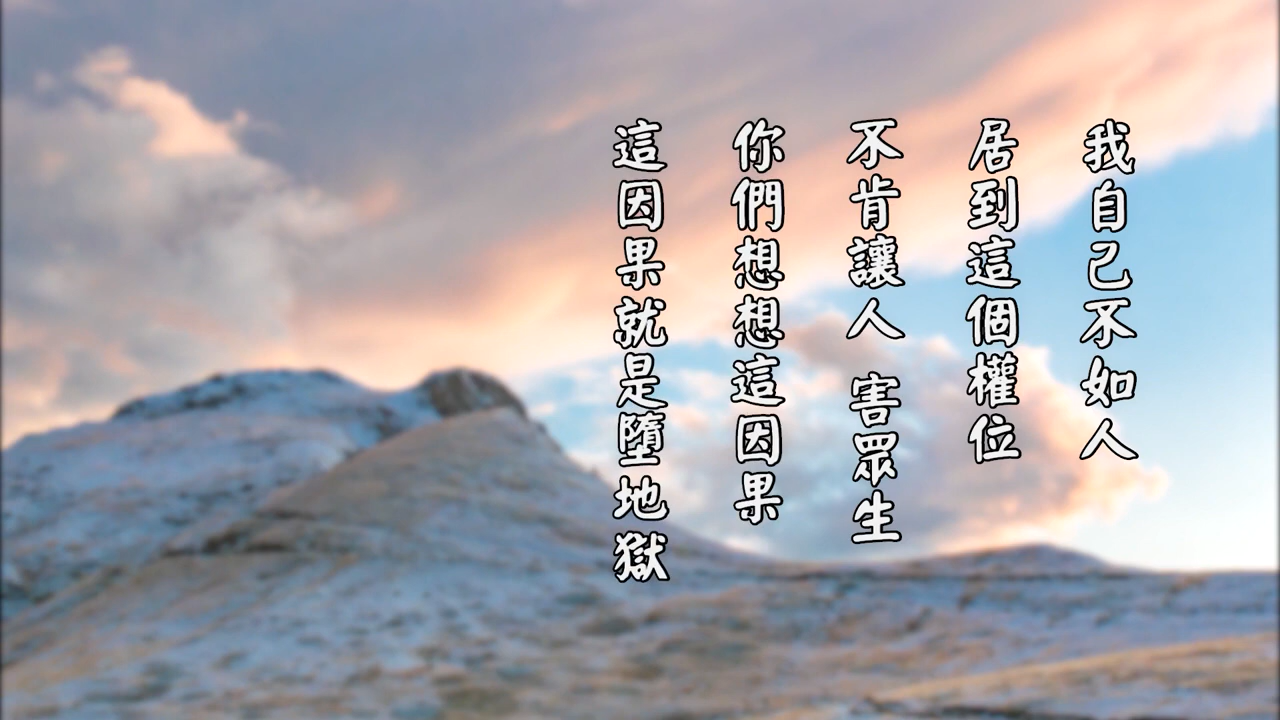 我自己不如人
居到這個權位
不肯讓人 害眾生
你們想想這因果
這因果就是墮地獄